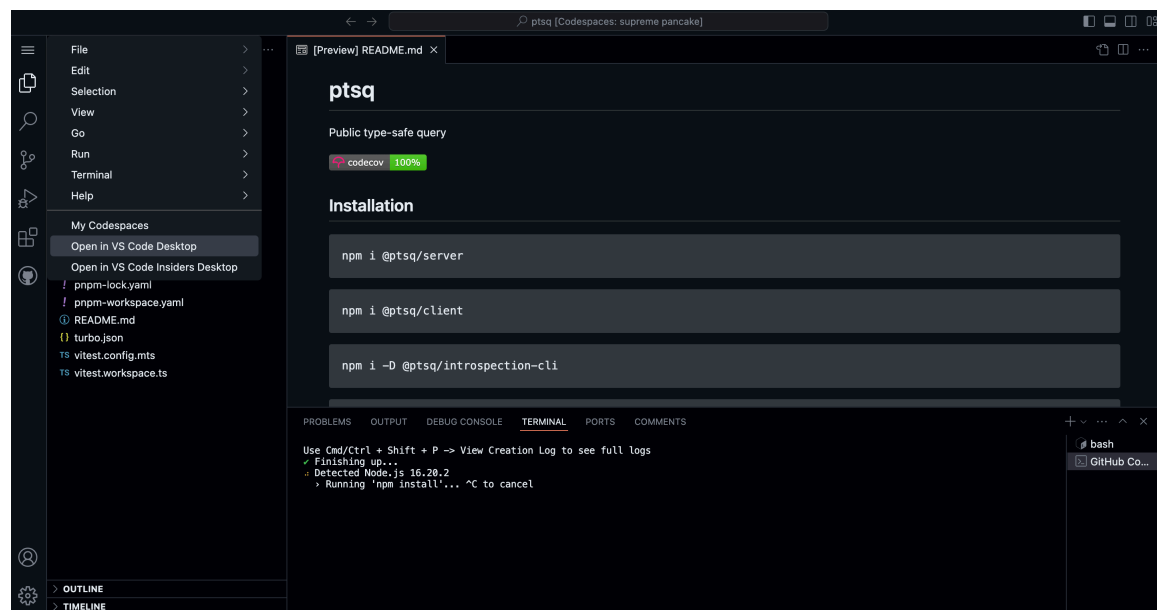 ptsq [Codespaces: supreme pancake]
File
Edit
Selection
View
Go
Run
Terminal
Help
My Codespaces
Open in VS Code Desktop
Open in VS Code Insiders Desktop
! pnpm-lock.yaml
! pnpm-workspace.yaml
README.md
{} turbo.json
TS vitest.config.mts
TS vitest.workspace.ts
OUTLINE
TIMELINE
[Preview] README.md
ptsq
Public type-safe query
codecov 100%
Installation
npm i @ptsq/server
npm i @ptsq/client
npm i -D @ptsq/introspection-cli
PROBLEMS OUTPUT DEBUG CONSOLE TERMINAL PORTS COMMENTS
Use Cmd/Ctrl + Shift + P -> View Creation Log to see full logs
✔ Finishing up...
⠴ Detected Node.js 16.20.2
› Running 'npm install'... ^C to cancel
bash
GitHub Co...